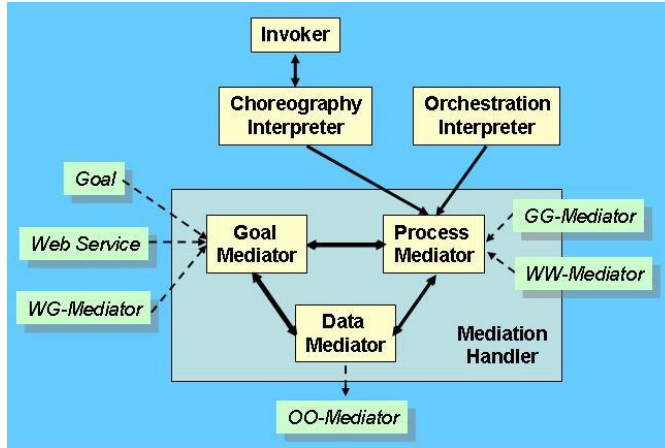 Invoker
Choreography
Interpreter
Orchestration
Interpreter
Goal
Web Service
WG-Mediator
Goal
Mediator
Process
Mediator
GG-Mediator
WW-Mediator
Data
Mediator
Mediation
Handler
OO-Mediator